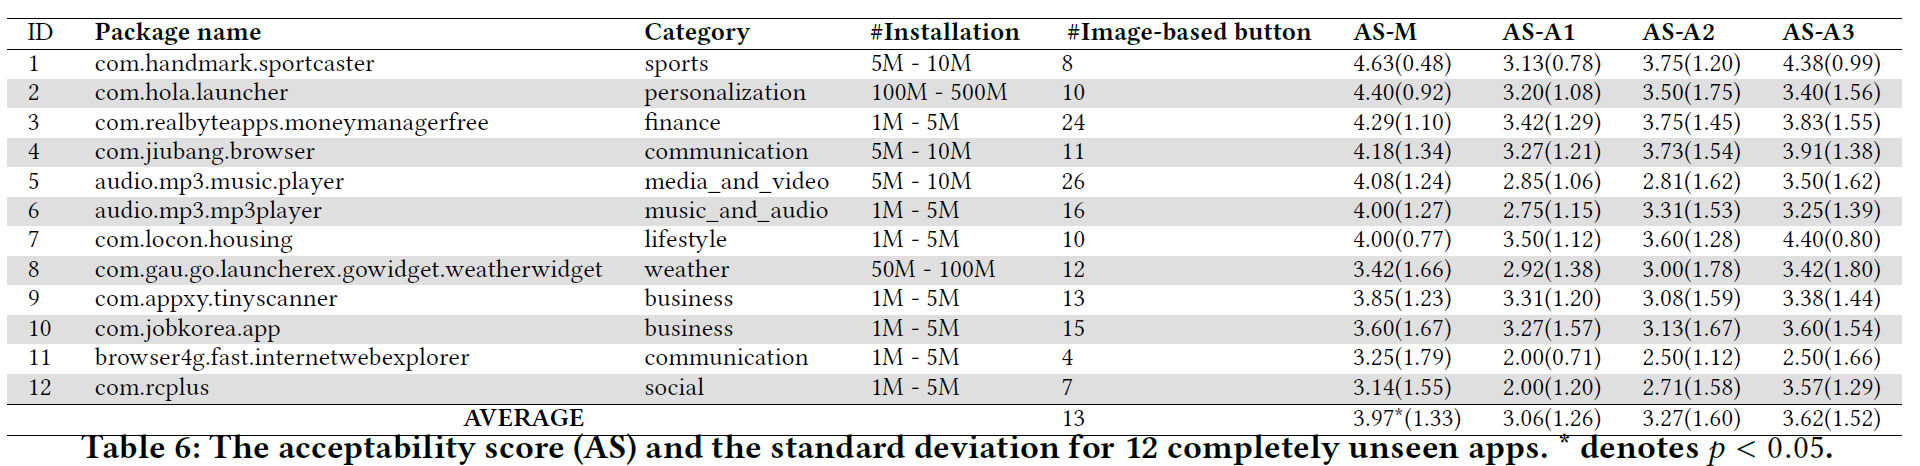 ID Package name Category #Installation #Image-based button AS-M AS-A1 AS-A2 AS-A3
1 com.handmark.sportcaster sports 5M - 10M 8 4.63(0.48) 3.13(0.78) 3.75(1.20) 4.38(0.99)
2 com.hola.launcher personalization 100M - 500M 10 4.40(0.92) 3.20(1.08) 3.50(1.75) 3.40(1.56)
3 com.realbyteapps.moneymanagerfree finance 1M - 5M 24 4.29(1.10) 3.42(1.29) 3.75(1.45) 3.83(1.55)
4 com.jiubang.browser communication 5M - 10M 11 4.18(1.34) 3.27(1.21) 3.73(1.54) 3.91(1.38)
5 audio.mp3.music.player media_and_video 5M - 10M 26 4.08(1.24) 2.85(1.06) 2.81(1.62) 3.50(1.62)
6 audio.mp3.mp3player music_and_audio 1M - 5M 16 4.00(1.27) 2.75(1.15) 3.31(1.53) 3.25(1.39)
7 com.locon.housing lifestyle 1M - 5M 10 4.00(0.77) 3.50(1.12) 3.60(1.28) 4.40(0.80)
8 com.gau.go.launcherex.gowidget.weatherwidget weather 50M - 100M 12 3.42(1.66) 2.92(1.38) 3.00(1.78) 3.42(1.80)
9 com.appxy.tinyscanner business 1M - 5M 13 3.85(1.23) 3.31(1.20) 3.08(1.59) 3.38(1.44)
10 com.jobkorea.app business 1M - 5M 15 3.60(1.67) 3.27(1.57) 3.13(1.67) 3.60(1.54)
11 browser4g.fast.internetwebexplorer communication 1M - 5M 4 3.25(1.79) 2.00(0.71) 2.50(1.12) 2.50(1.66)
12 com.rcplus social 1M - 5M 7 3.14(1.55) 2.00(1.20) 2.71(1.58) 3.57(1.29)
AVERAGE 13 3.97*(1.33) 3.06(1.26) 3.27(1.60) 3.62(1.52)
Table 6: The acceptability score (AS) and the standard deviation for 12 completely unseen apps. * denotes p < 0.05.